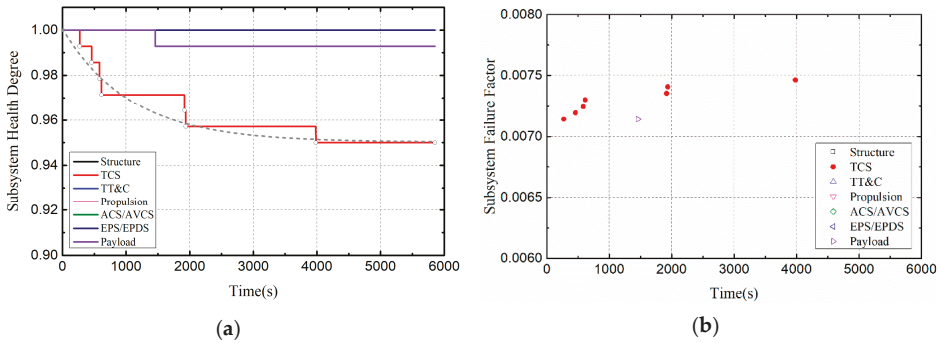 (a)
Subsystem Health Degree
1.00
0.98
0.96
0.94
0.92
0.90
Structure
TCS
TT&C
Propulsion
ACS/AVCS
EPS/EPDS
Payload
0 1000 2000 3000 4000 5000 6000
Time(s)
(a)
Subsystem Failure Factor
0.0080
0.0075
0.0070
0.0065
0.0060
Structure
TCS
TT&C
Propulsion
ACS/AVCS
EPS/EPDS
Payload
0 1000 2000 3000 4000 5000 6000
Time(s)
(b)